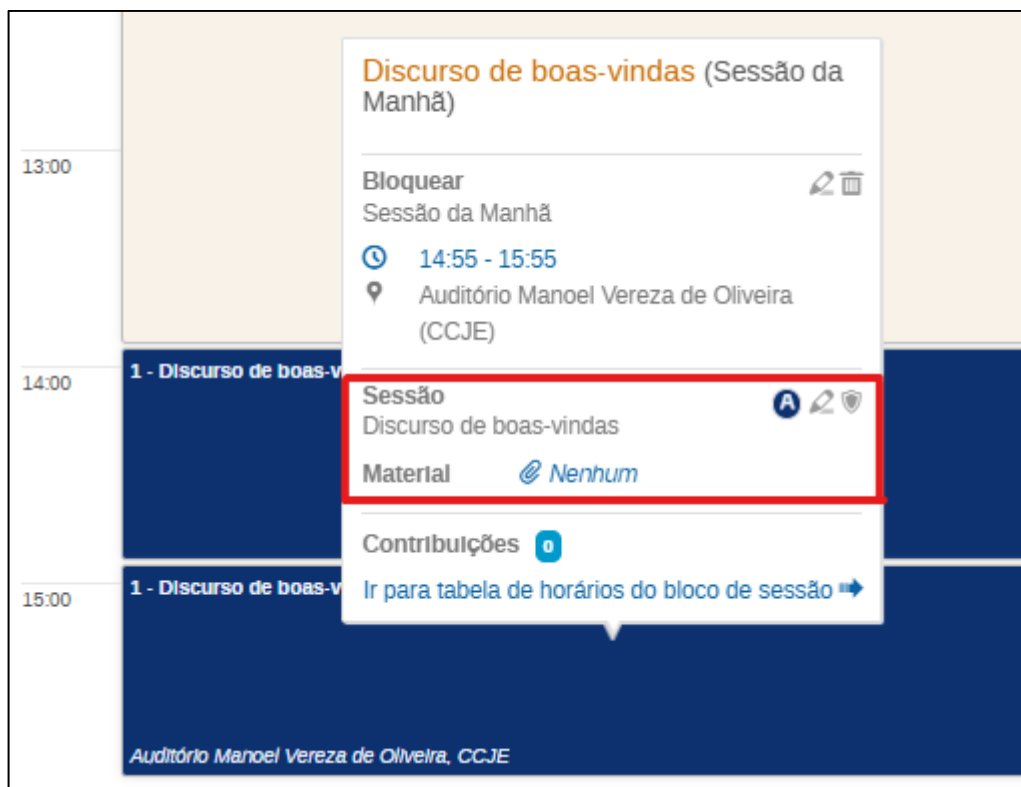 Discurso de boas-vindas (Sessão da
Manhã)
13:00
Bloquear
Sessão da Manhã
14:55 - 15:55
Auditório Manoel Vereza de Oliveira
(CCJE)
14:00
1 - Discurso de boas-v
Sessão
A
Discurso de boas-vindas
Material
Nenhum
Contribuições 0
15:00
1 - Discurso de boas-v
Ir para tabela de horários do bloco de sessão
Auditório Manoel Vereza de Oliveira, CCJE